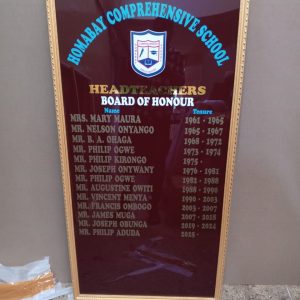 HOMABAY COMPREHENSIVE SCHOOL
HEADTEACHERS
BOARD OF HONOUR
Name Tenure
MRS. MARY MAURA 1961 - 1965
MR. NELSON ONYANGO 1965 - 1967
MR. B. A. OHAGA 1968 - 1972
MR. PHILIP OGWE 1973 - 1974
MR. PHILIP KIRONGO 1975 -
MR. JOSEPH ONYWANY 1976 - 1981
MR. PHILIP OGWE 1981 - 1988
MR. AUGUSTINE OWITI 1988 - 1990
MR. VINCENT MENYA 1990 - 2003
MR. FRANCIS OMBOGO 2003 - 2007
MR. JAMES MUGA 2007 - 2018
MR. JOSEPH OBUNGA 2019 - 2024
MR. PHILIP ADUDA 2025 -